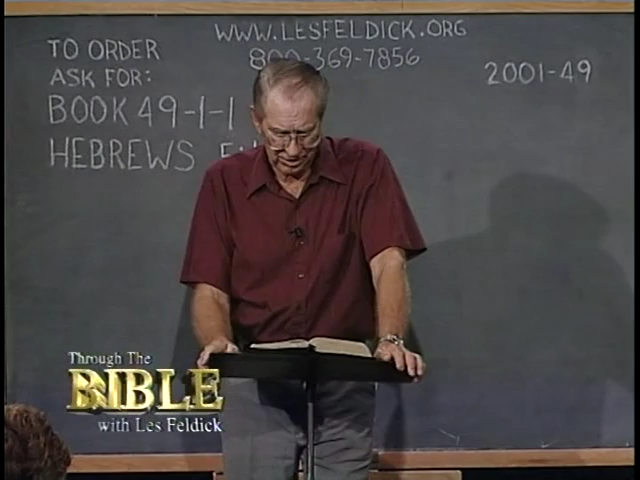 WWW.LESFELDICK.ORG
800-369-7856
TO ORDER
ASK FOR:
BOOK 49-1-1
HEBREWS
2001-49
Through The
BIBLE
with Les Feldick